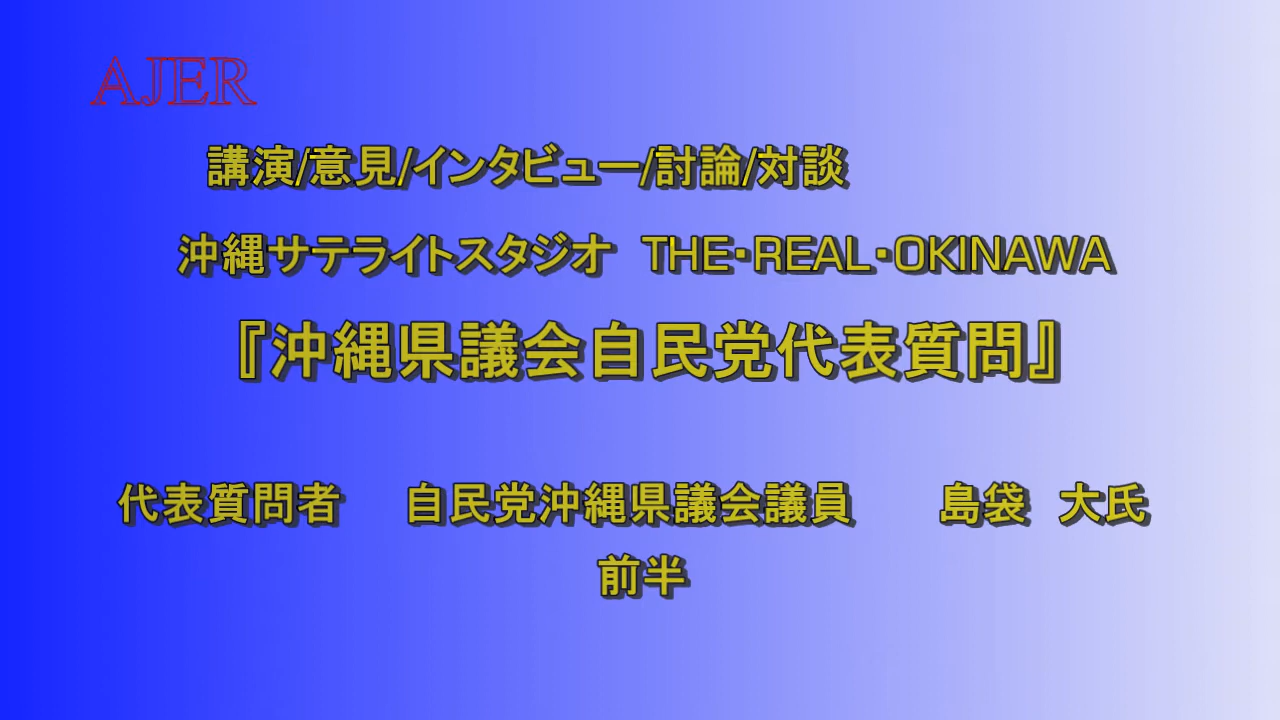 AJER
講演/意見/インタビュー/討論/対談
沖縄サテライトスタジオ　THE・REAL・OKINAWA
『沖縄県議会自民党代表質問』
代表質問者　自民党沖縄県議会議員　島袋　大氏
前半